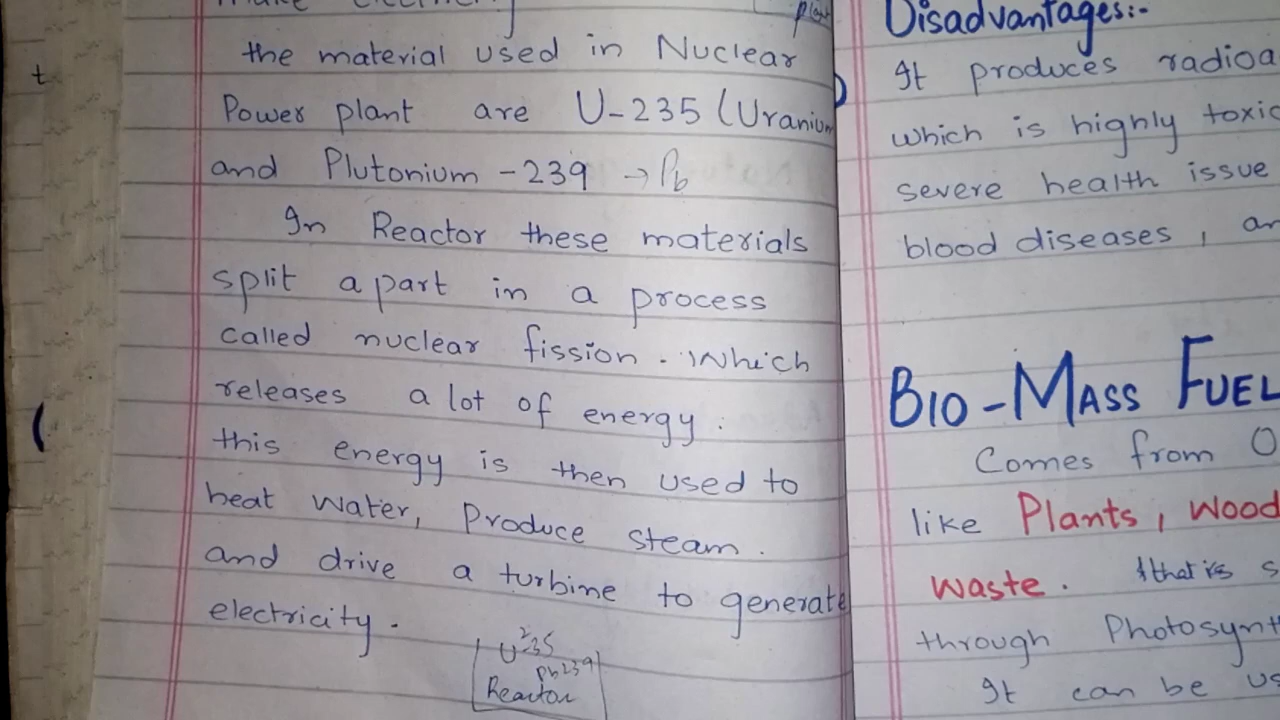 the material used in Nuclear
Power plant are U-235 (Uranium
and Plutonium -239 → Pb
In Reactor these materials
split apart in a process
called nuclear fission. Which
releases a lot of energy.
this energy is then used to
heat water, Produce steam.
and drive a turbine to generate
electricity.
U235
Pb239
Reactor
Disadvantages:-
It produces radioa
which is highly toxic
severe health issue
blood diseases, an
BIO-MASS FUEL
Comes from O
like Plants, wood
waste. that is s
through Photosynt
It can be us